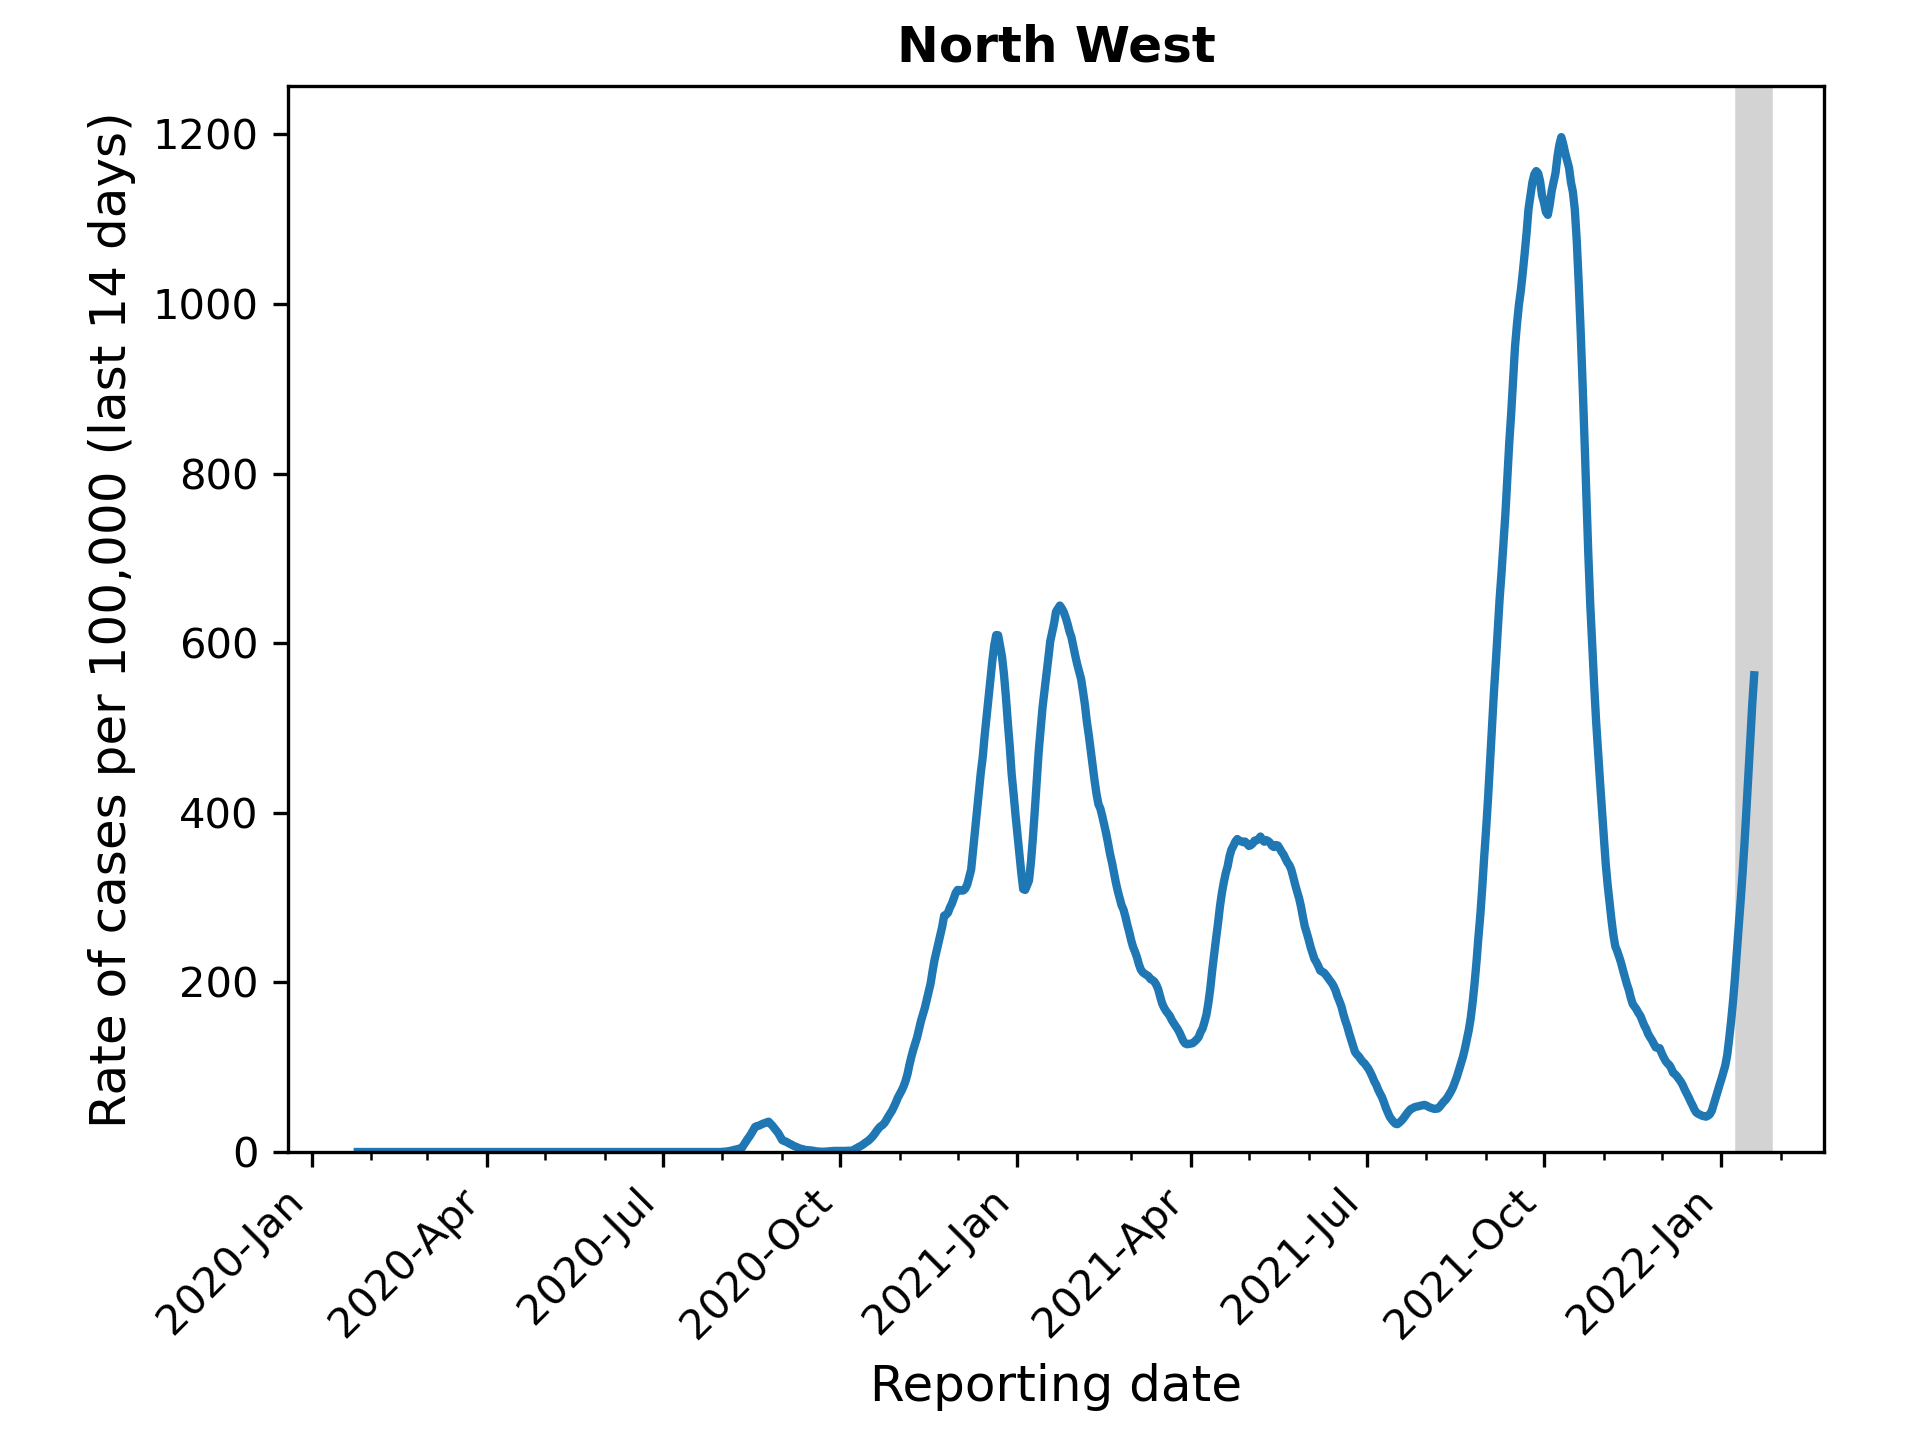 North West
Rate of cases per 100,000 (last 14 days)
1200
1000
800
600
400
200
0
2020-Jan
2020-Apr
2020-Jul
2020-Oct
2021-Jan
2021-Apr
2021-Jul
2021-Oct
2022-Jan
Reporting date